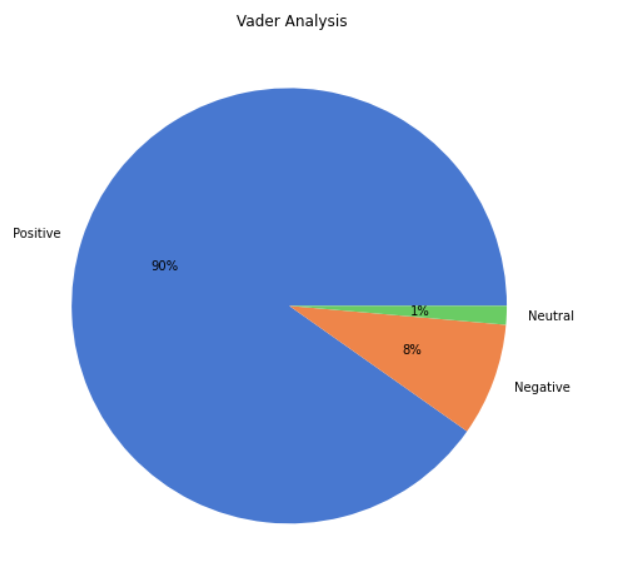 Vader Analysis
Positive
90%
1%
Neutral
8%
Negative